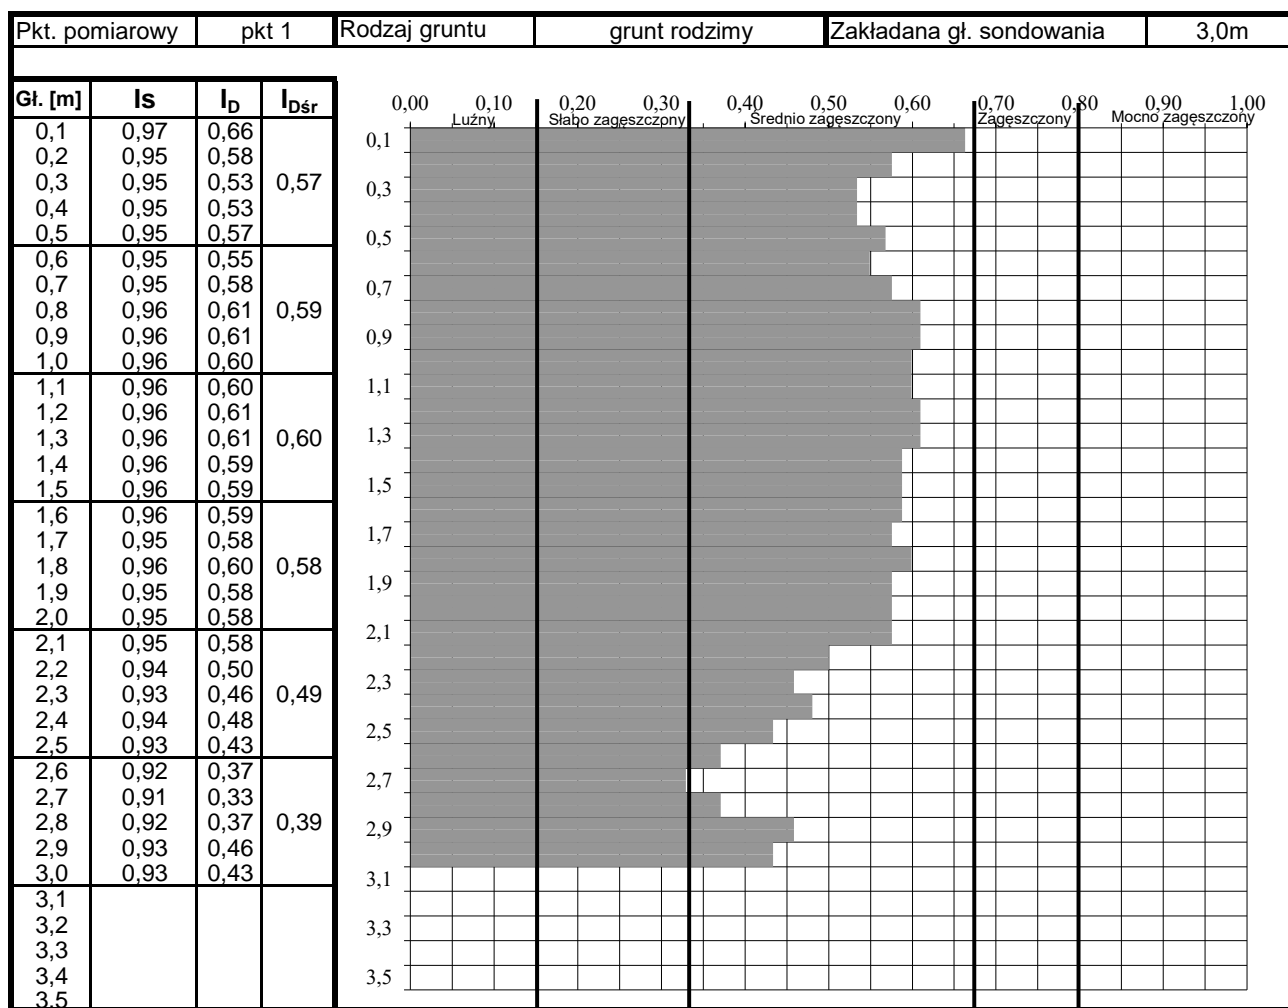 Pkt. pomiarowy pkt 1 Rodzaj gruntu grunt rodzimy Zakładana gł. sondowania 3,0m
Gł. [m] Is I_D I_Dśr
0,1 0,97 0,66
0,2 0,95 0,58
0,3 0,95 0,53 0,57
0,4 0,95 0,53
0,5 0,95 0,57
0,6 0,95 0,55
0,7 0,95 0,58
0,8 0,96 0,61 0,59
0,9 0,96 0,61
1,0 0,96 0,60
1,1 0,96 0,60
1,2 0,96 0,61
1,3 0,96 0,61 0,60
1,4 0,96 0,59
1,5 0,96 0,59
1,6 0,96 0,59
1,7 0,95 0,58
1,8 0,96 0,60 0,58
1,9 0,95 0,58
2,0 0,95 0,58
2,1 0,95 0,58
2,2 0,94 0,50
2,3 0,93 0,46 0,49
2,4 0,94 0,48
2,5 0,93 0,43
2,6 0,92 0,37
2,7 0,91 0,33
2,8 0,92 0,37 0,39
2,9 0,93 0,46
3,0 0,93 0,43
3,1
3,2
3,3
3,4
3,5
0,00 0,10 0,20 0,30 0,40 0,50 0,60 0,70 0,80 0,90 1,00
Luźny Słabo zagęszczony Średnio zagęszczony Zagęszczony Mocno zagęszczony
0,1
0,3
0,5
0,7
0,9
1,1
1,3
1,5
1,7
1,9
2,1
2,3
2,5
2,7
2,9
3,1
3,3
3,5